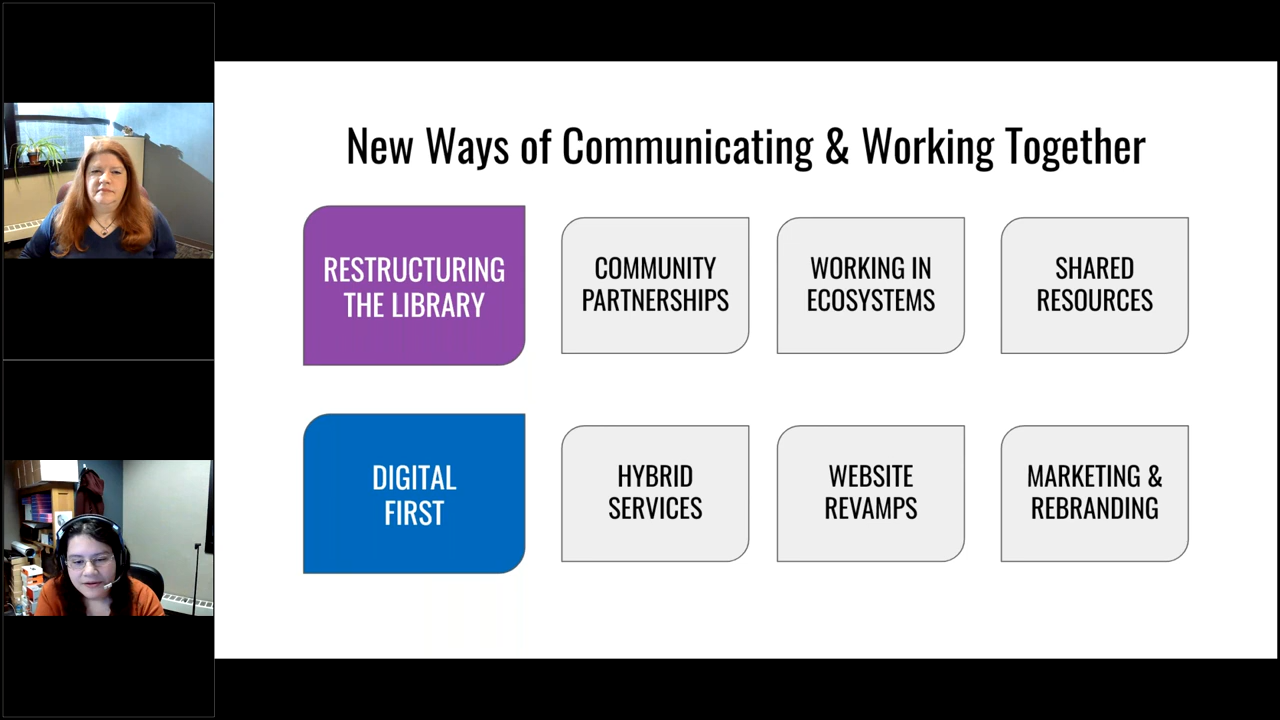 New Ways of Communicating & Working Together
RESTRUCTURING
THE LIBRARY
COMMUNITY
PARTNERSHIPS
WORKING IN
ECOSYSTEMS
SHARED
RESOURCES
DIGITAL
FIRST
HYBRID
SERVICES
WEBSITE
REVAMPS
MARKETING &
REBRANDING